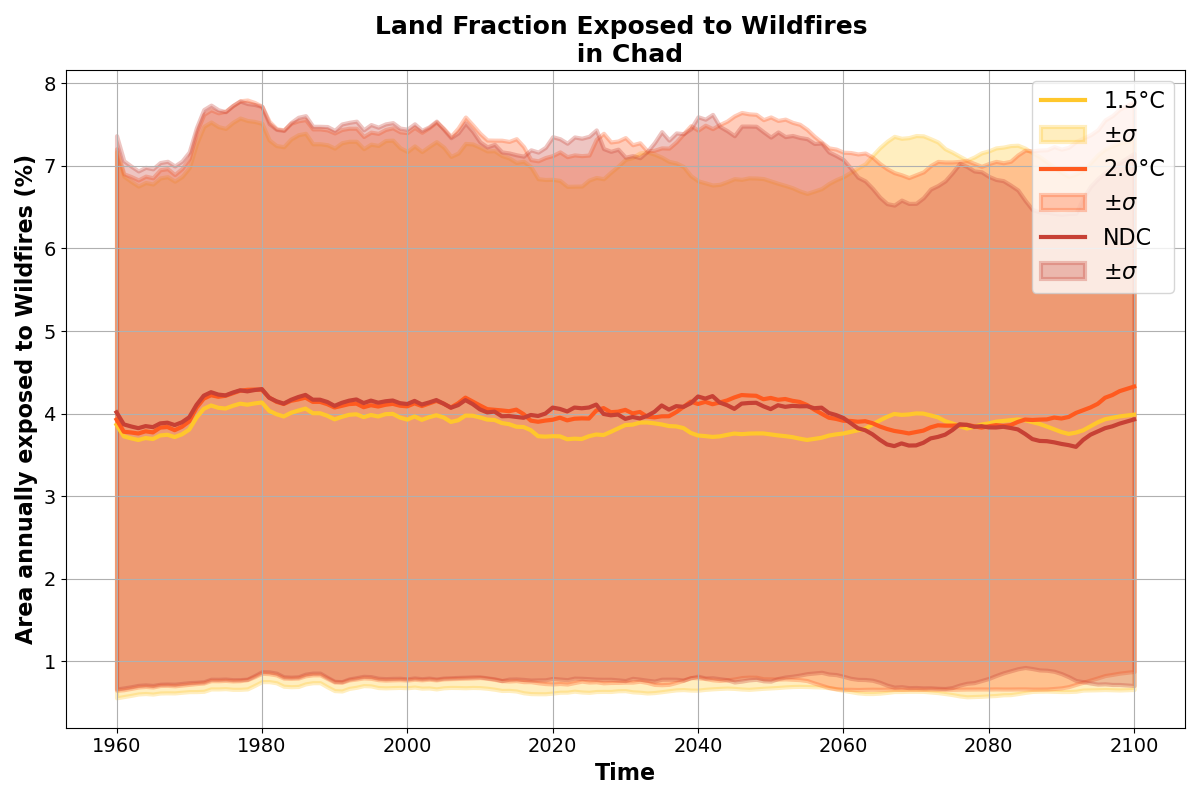 Land Fraction Exposed to Wildfires
in Chad
Area annually exposed to Wildfires (%)
8
7
6
5
4
3
2
1
1960
1980
2000
2020
2040
2060
2080
2100
Time
1.5°C
±σ
2.0°C
±σ
NDC
±σ